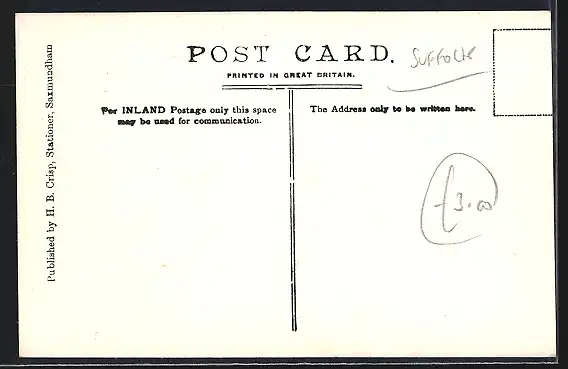 POST CARD.
SUFFOLK
PRINTED IN GREAT BRITAIN.
For INLAND Postage only this space
may be used for communication.
The Address only to be written here.
£3.00
Published by H. B. Crisp, Stationer, Saxmundham